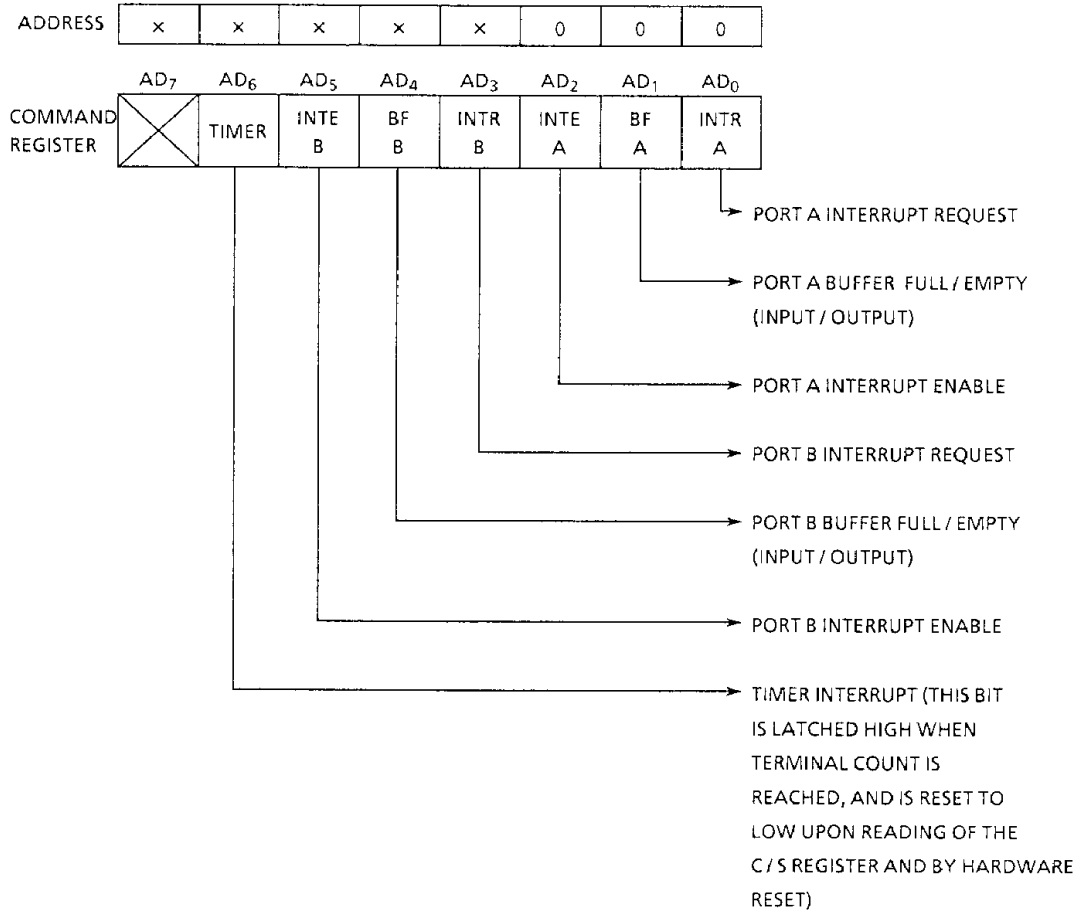 ADDRESS × × × × × 0 0 0
AD7 AD6 AD5 AD4 AD3 AD2 AD1 AD0
COMMAND REGISTER
TIMER
INTE B
BF B
INTR B
INTE A
BF A
INTR A
PORT A INTERRUPT REQUEST
PORT A BUFFER FULL / EMPTY
(INPUT / OUTPUT)
PORT A INTERRUPT ENABLE
PORT B INTERRUPT REQUEST
PORT B BUFFER FULL / EMPTY
(INPUT / OUTPUT)
PORT B INTERRUPT ENABLE
TIMER INTERRUPT (THIS BIT
IS LATCHED HIGH WHEN
TERMINAL COUNT IS
REACHED, AND IS RESET TO
LOW UPON READING OF THE
C / S REGISTER AND BY HARDWARE
RESET)